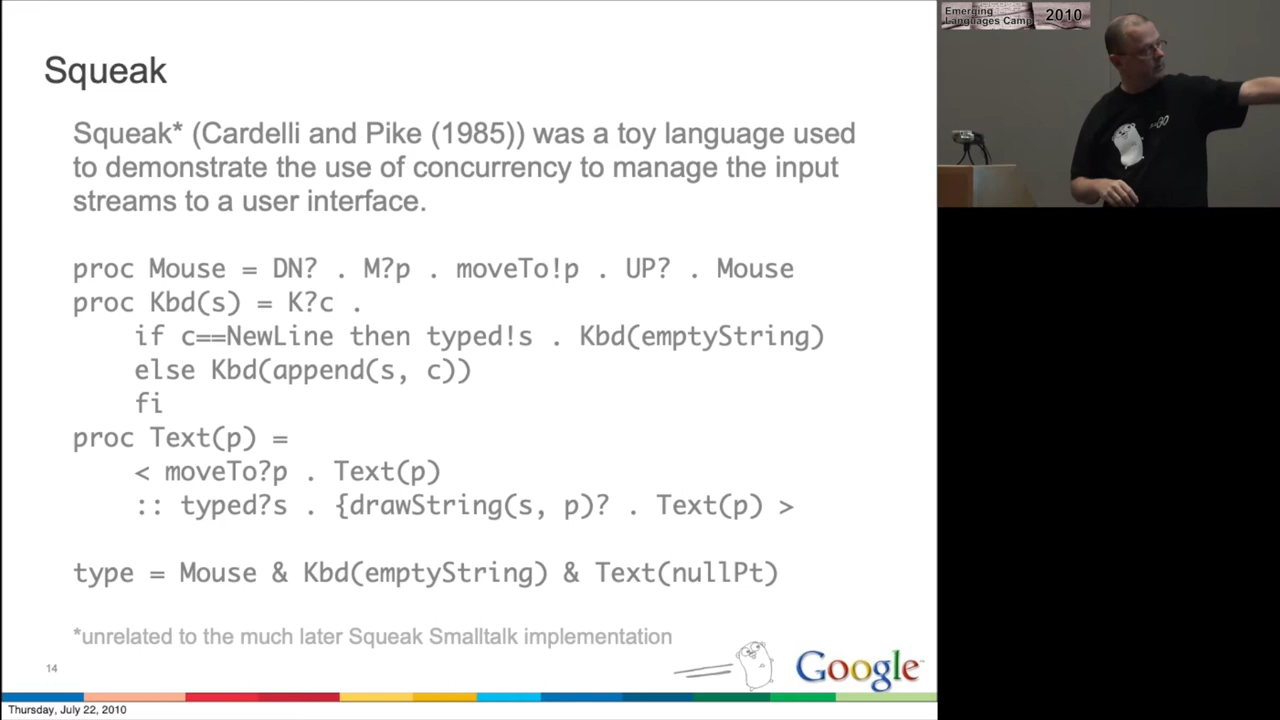 Emerging
Languages Camp 2010
Squeak
Squeak* (Cardelli and Pike (1985)) was a toy language used
to demonstrate the use of concurrency to manage the input
streams to a user interface.
proc Mouse = DN? . M?p . moveTo!p . UP? . Mouse
proc Kbd(s) = K?c .
if c==NewLine then typed!s . Kbd(emptyString)
else Kbd(append(s, c))
fi
proc Text(p) =
< moveTo?p . Text(p)
:: typed?s . {drawString(s, p)? . Text(p) >
type = Mouse & Kbd(emptyString) & Text(nullPt)
*unrelated to the much later Squeak Smalltalk implementation
14
Google
Thursday, July 22, 2010
GO